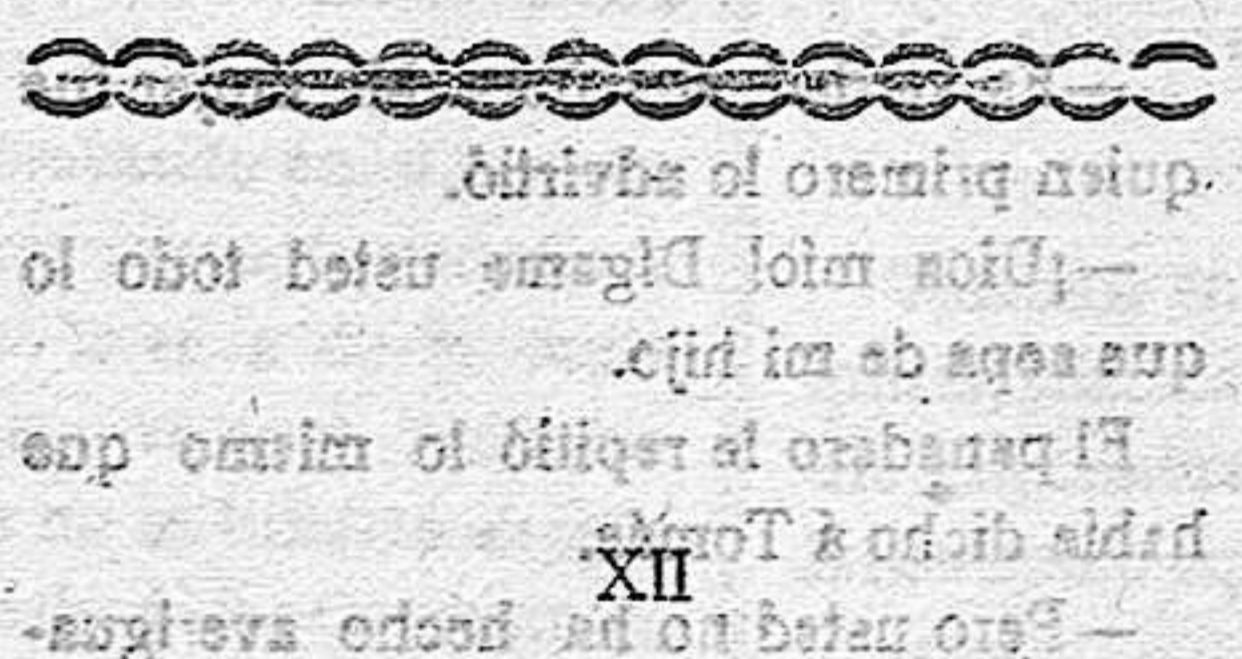 quien primero lo advirtió.
—¡Dios mío! Dígame usted todo lo
que sepa de mi hijo.
El panadero le repitió lo mismo que
había dicho á Tomás.
XII
—Pero usted no ha hecho averigua-